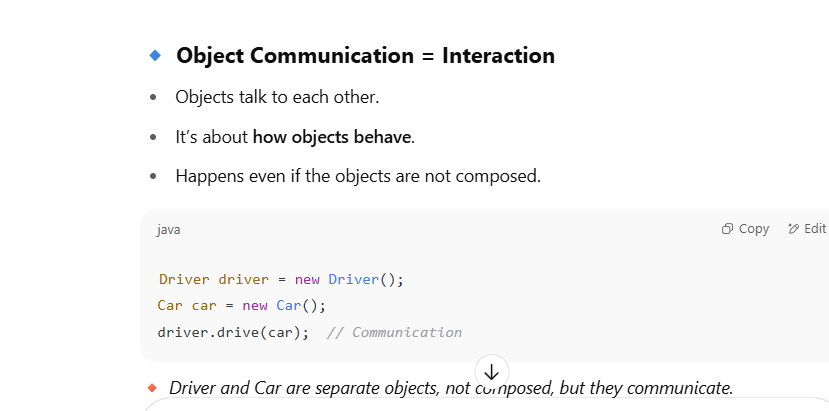 Object Communication = Interaction
Objects talk to each other.
It's about how objects behave.
Happens even if the objects are not composed.
java
Copy
Edit
Driver driver = new Driver();
Car car = new Car();
driver.drive(car);  // Communication
Driver and Car are separate objects, not composed, but they communicate.